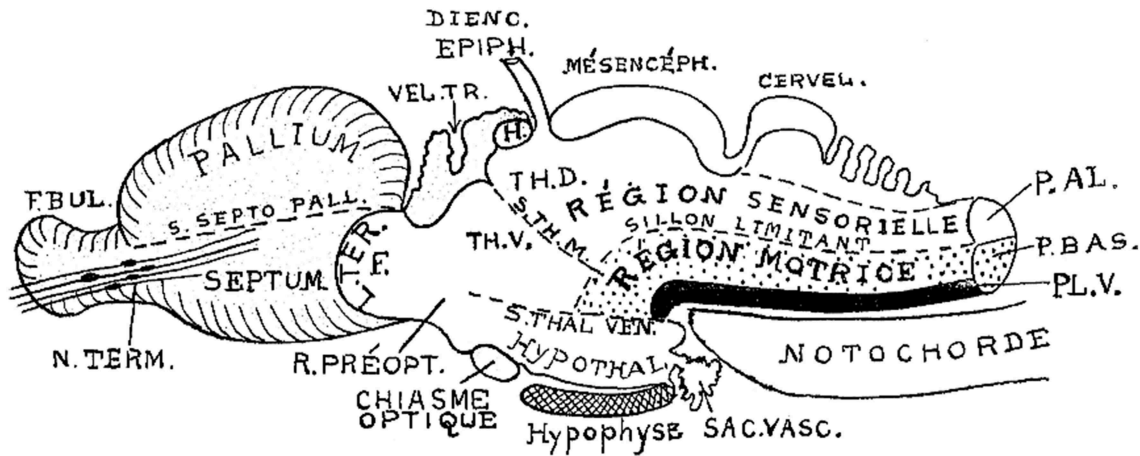 DIENC.
EPIPH.
MÉSENCÉPH.
CERVEL.
VEL.TR.
H.
PALLIUM
TH.D.
RÉGION SENSORIELLE
P.AL.
F.BUL.
S.SEPTO PALL.
S.TH.M.
SILLON LIMITANT
TH.V.
RÉGION MOTRICE
P.BAS.
L.TER.
F.
SEPTUM.
PL.V.
S.THAL VEN.
N.TERM.
R.PRÉOPT.
HYPOTHAL.
NOTOCHORDE
CHIASME
OPTIQUE
Hypophyse
SAC.VASC.